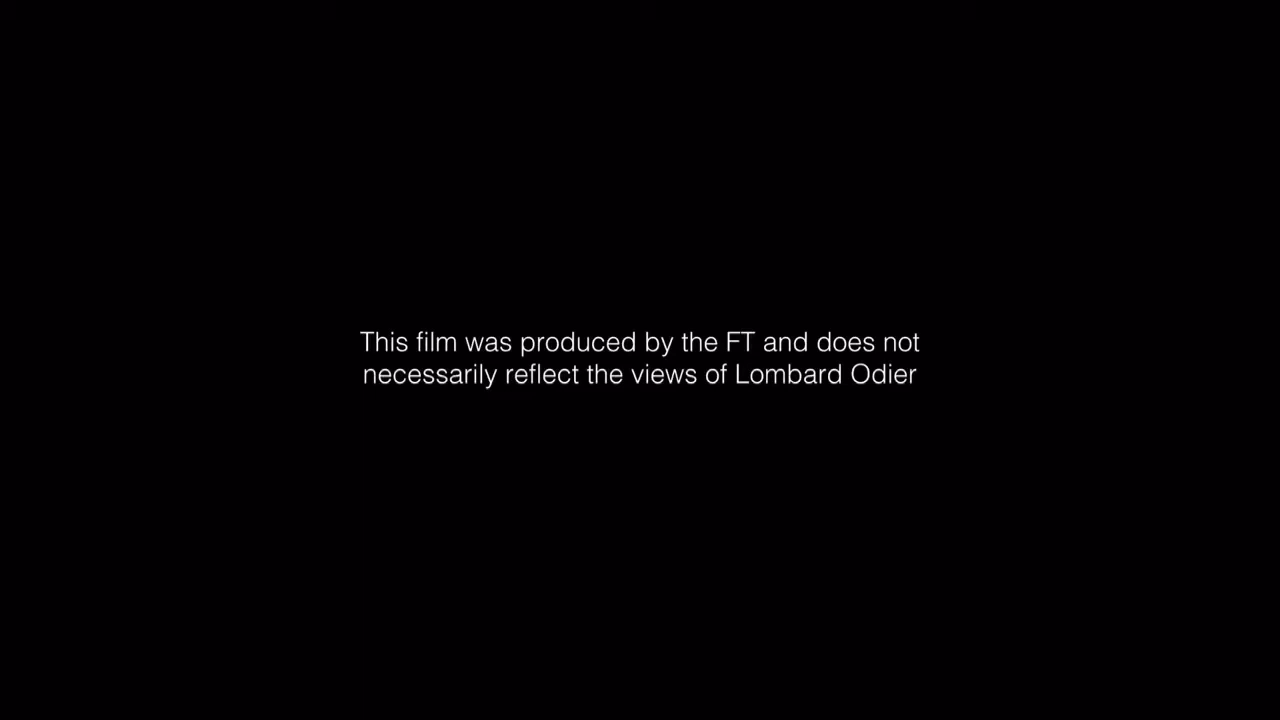 This film was produced by the FT and does not
necessarily reflect the views of Lombard Odier